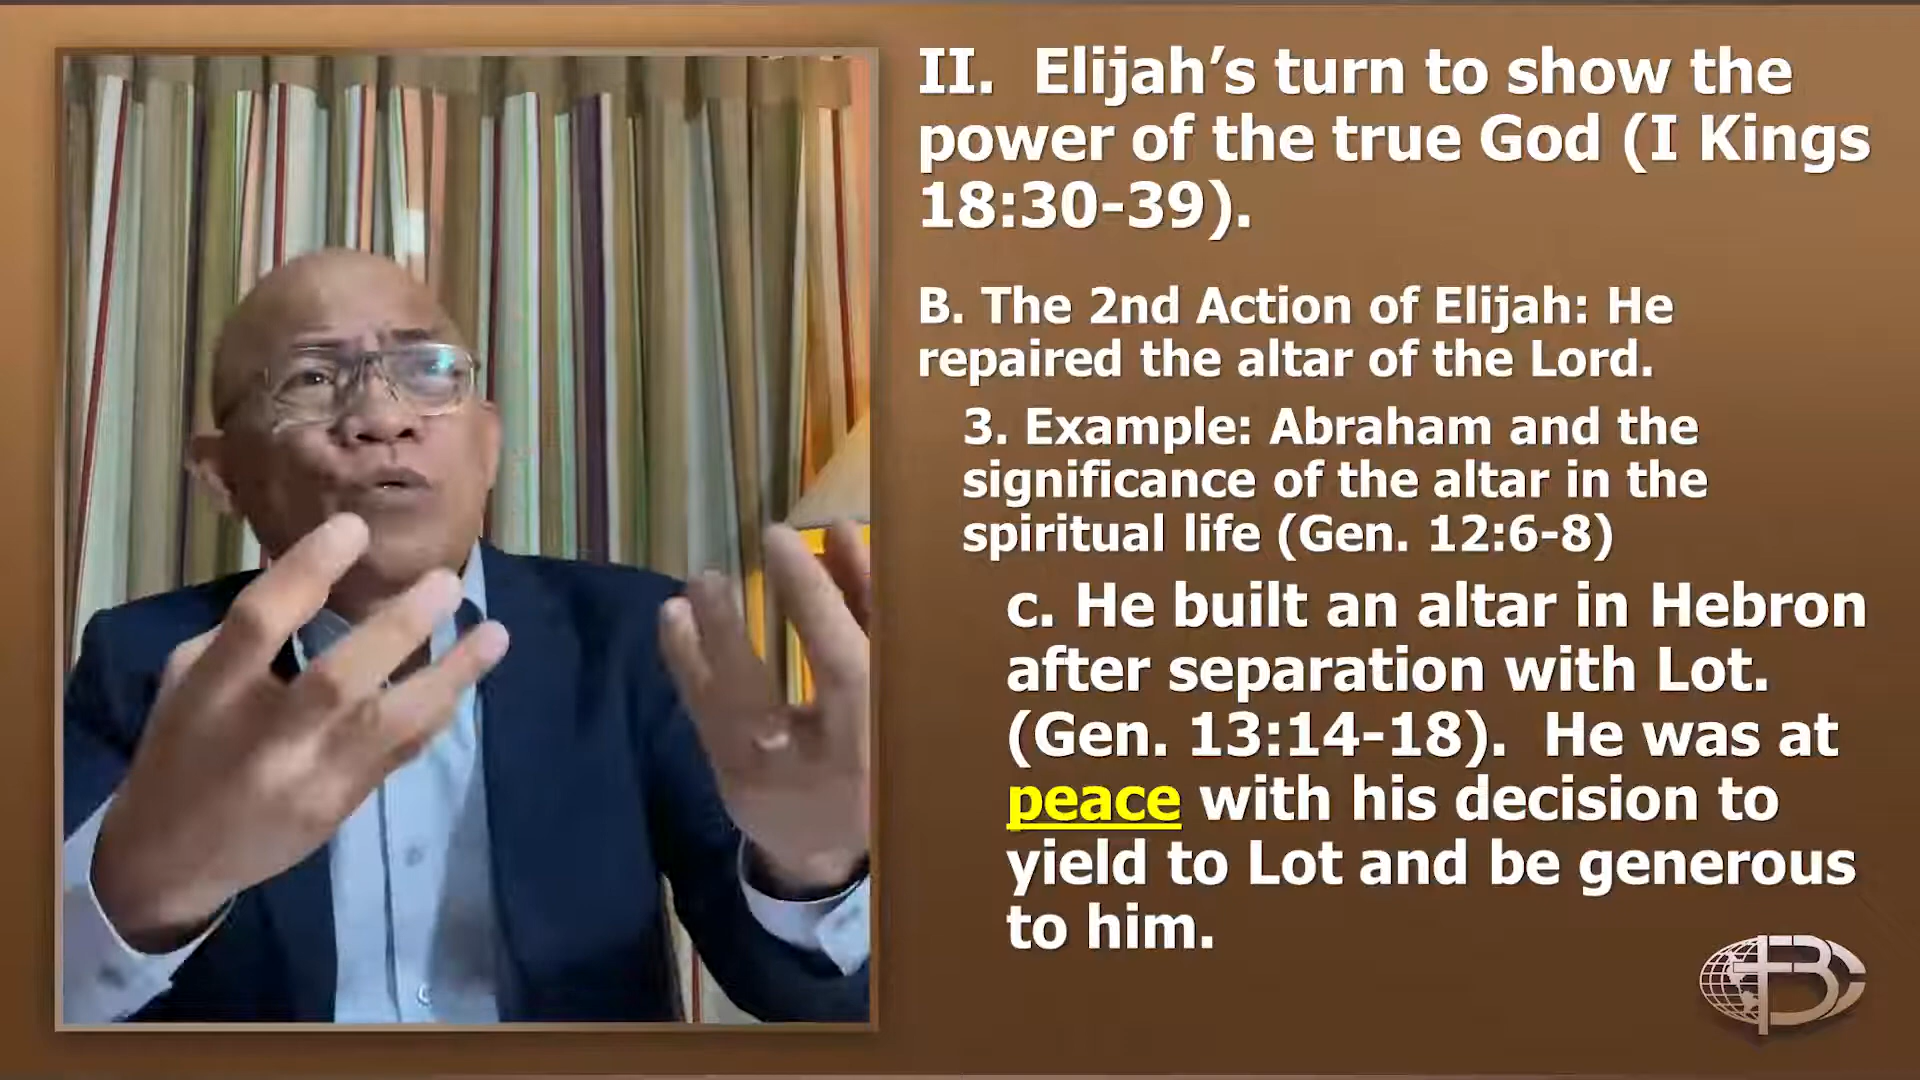 II.  Elijah’s turn to show the
power of the true God (I Kings
18:30-39).
B. The 2nd Action of Elijah: He
repaired the altar of the Lord.
3. Example: Abraham and the
significance of the altar in the
spiritual life (Gen. 12:6-8)
c. He built an altar in Hebron
after separation with Lot.
(Gen. 13:14-18).  He was at
peace with his decision to
yield to Lot and be generous
to him.